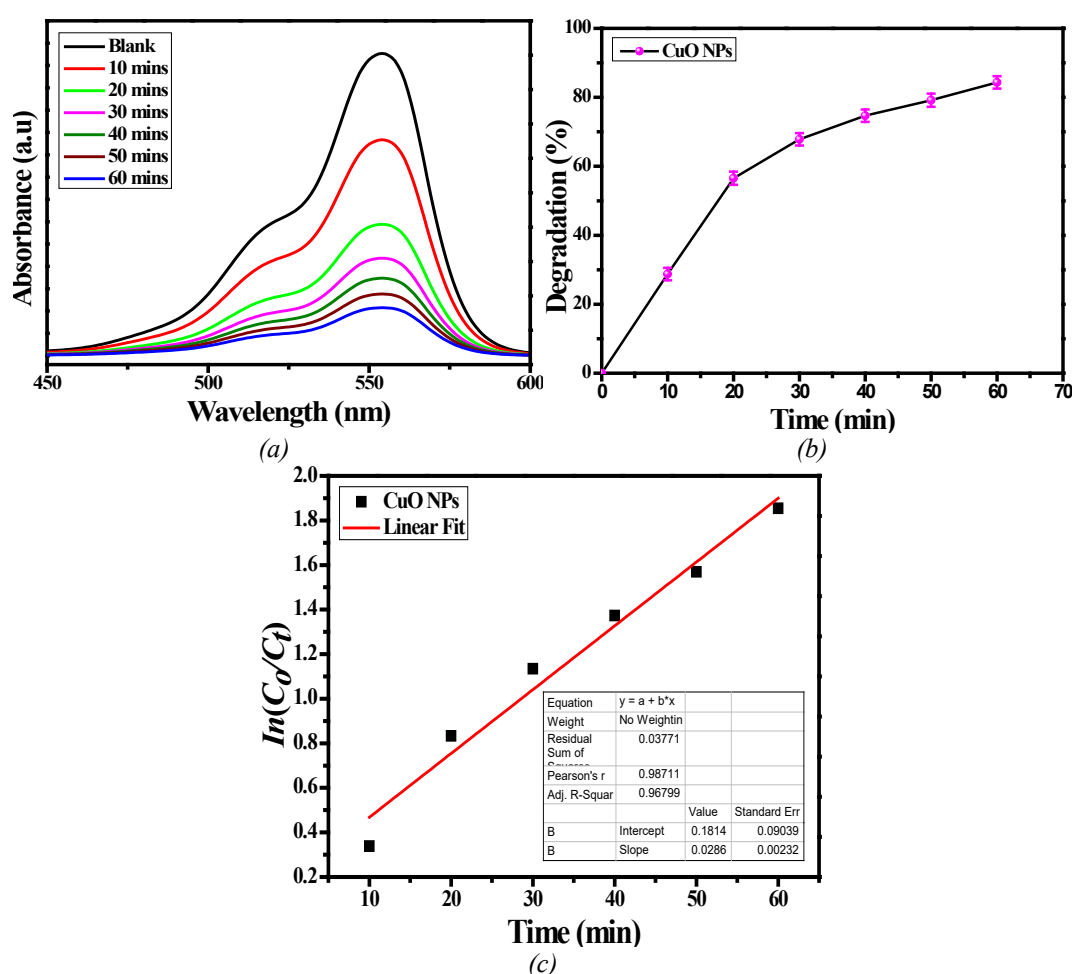 Blank
10 mins
20 mins
30 mins
40 mins
50 mins
60 mins
Absorbance (a.u)
450 500 550 600
Wavelength (nm)
(a)
CuO NPs
Degradation (%)
100
80
60
40
20
0
0 10 20 30 40 50 60 70
Time (min)
(b)
CuO NPs
Linear Fit
In(Co/Ct)
2.0
1.8
1.6
1.4
1.2
1.0
0.8
0.6
0.4
0.2
Equation y = a + b*x
Weight No Weightin
Residual 0.03771
Sum of
Pearson's r 0.98711
Adj. R-Squar 0.96799
Value Standard Err
B Intercept 0.1814 0.09039
B Slope 0.0286 0.00232
10 20 30 40 50 60
Time (min)
(c)